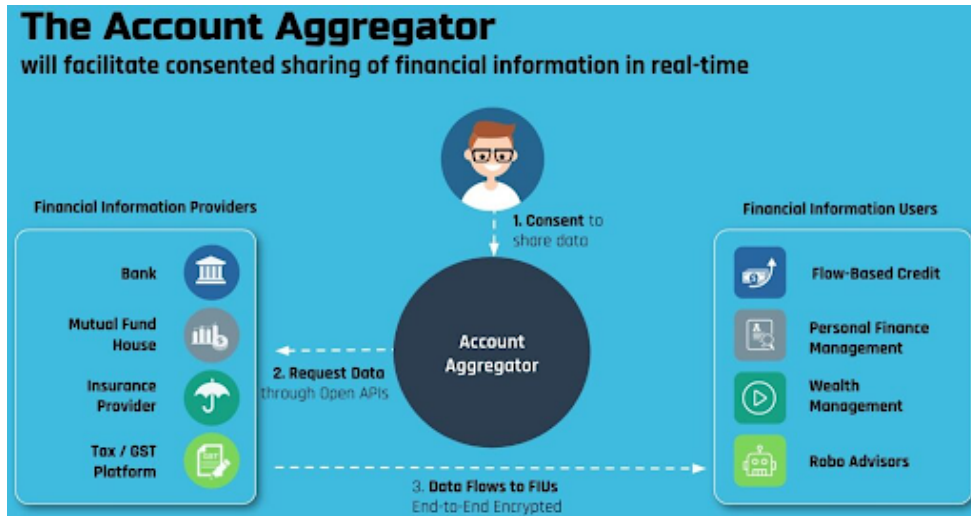 The Account Aggregator
will facilitate consented sharing of financial information in real-time
Financial Information Providers
Bank
Mutual Fund
House
Insurance
Provider
Tax / GST
Platform
GST
1. Consent to
share data
Account
Aggregator
2. Request Data
through Open APIs
3. Data Flows to FIUs
End-to-End Encrypted
Financial Information Users
Flow-Based Credit
Personal Finance
Management
Wealth
Management
Robo Advisors